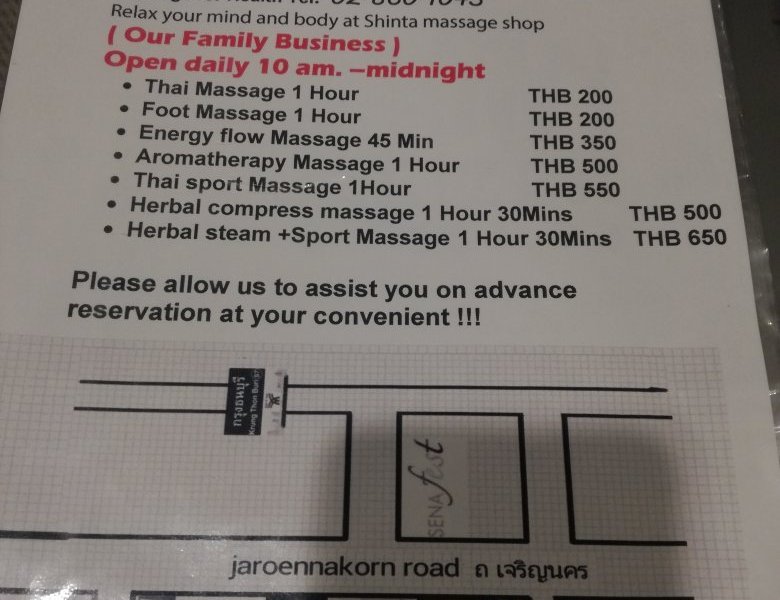 Relax your mind and body at Shinta massage shop
( Our Family Business )
Open daily 10 am. –midnight
• Thai Massage 1 Hour THB 200
• Foot Massage 1 Hour THB 200
• Energy flow Massage 45 Min THB 350
• Aromatherapy Massage 1 Hour THB 500
• Thai sport Massage 1Hour THB 550
• Herbal compress massage 1 Hour 30Mins THB 500
• Herbal steam +Sport Massage 1 Hour 30Mins THB 650
Please allow us to assist you on advance
reservation at your convenient !!!
กรุงธนบุรี
Krung Thon Buri S7
SENA fest
jaroennakorn road ถ เจริญนคร